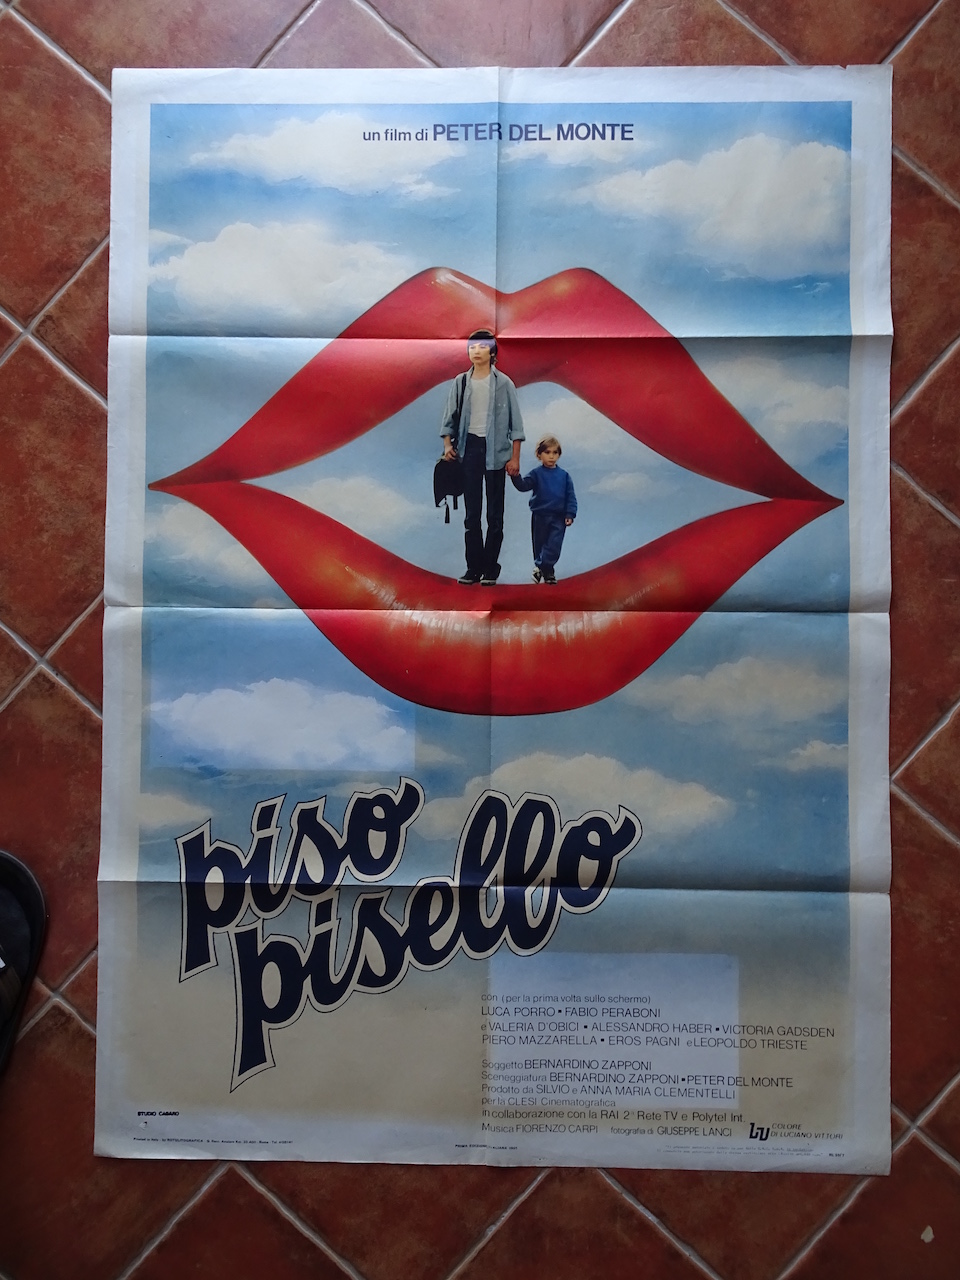 un film di PETER DEL MONTE
piso
pisello
con (per la prima volta sullo schermo)
LUCA PORRO • FABIO PERABONI
e VALERIA D'OBICI • ALESSANDRO HABER • VICTORIA GADSDEN
PIERO MAZZARELLA • EROS PAGNI e LEOPOLDO TRIESTE
Soggetto BERNARDINO ZAPPONI
Sceneggiatura BERNARDINO ZAPPONI • PETER DEL MONTE
Prodotto da SILVIO e ANNA MARIA CLEMENTELLI
per la CLESI Cinematografica
in collaborazione con la RAI 2° Rete TV e Polytel Int.
Musica FIORENZO CARPI fotografia di GIUSEPPE LANCI
LV COLORE
DI LUCIANO VITTORI
STUDIO CASARO